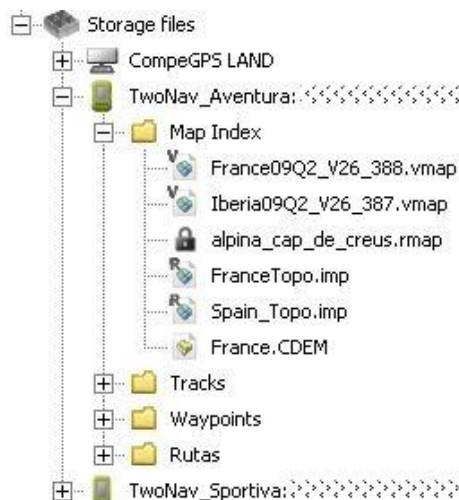 Storage files
CompeGPS LAND
TwoNav_Aventura:
Map Index
France09Q2_V26_388.vmap
Iberia09Q2_V26_387.vmap
alpina_cap_de_creus.rmap
FranceTopo.imp
Spain_Topo.imp
France.CDEM
Tracks
Waypoints
Rutas
TwoNav_Sportiva: